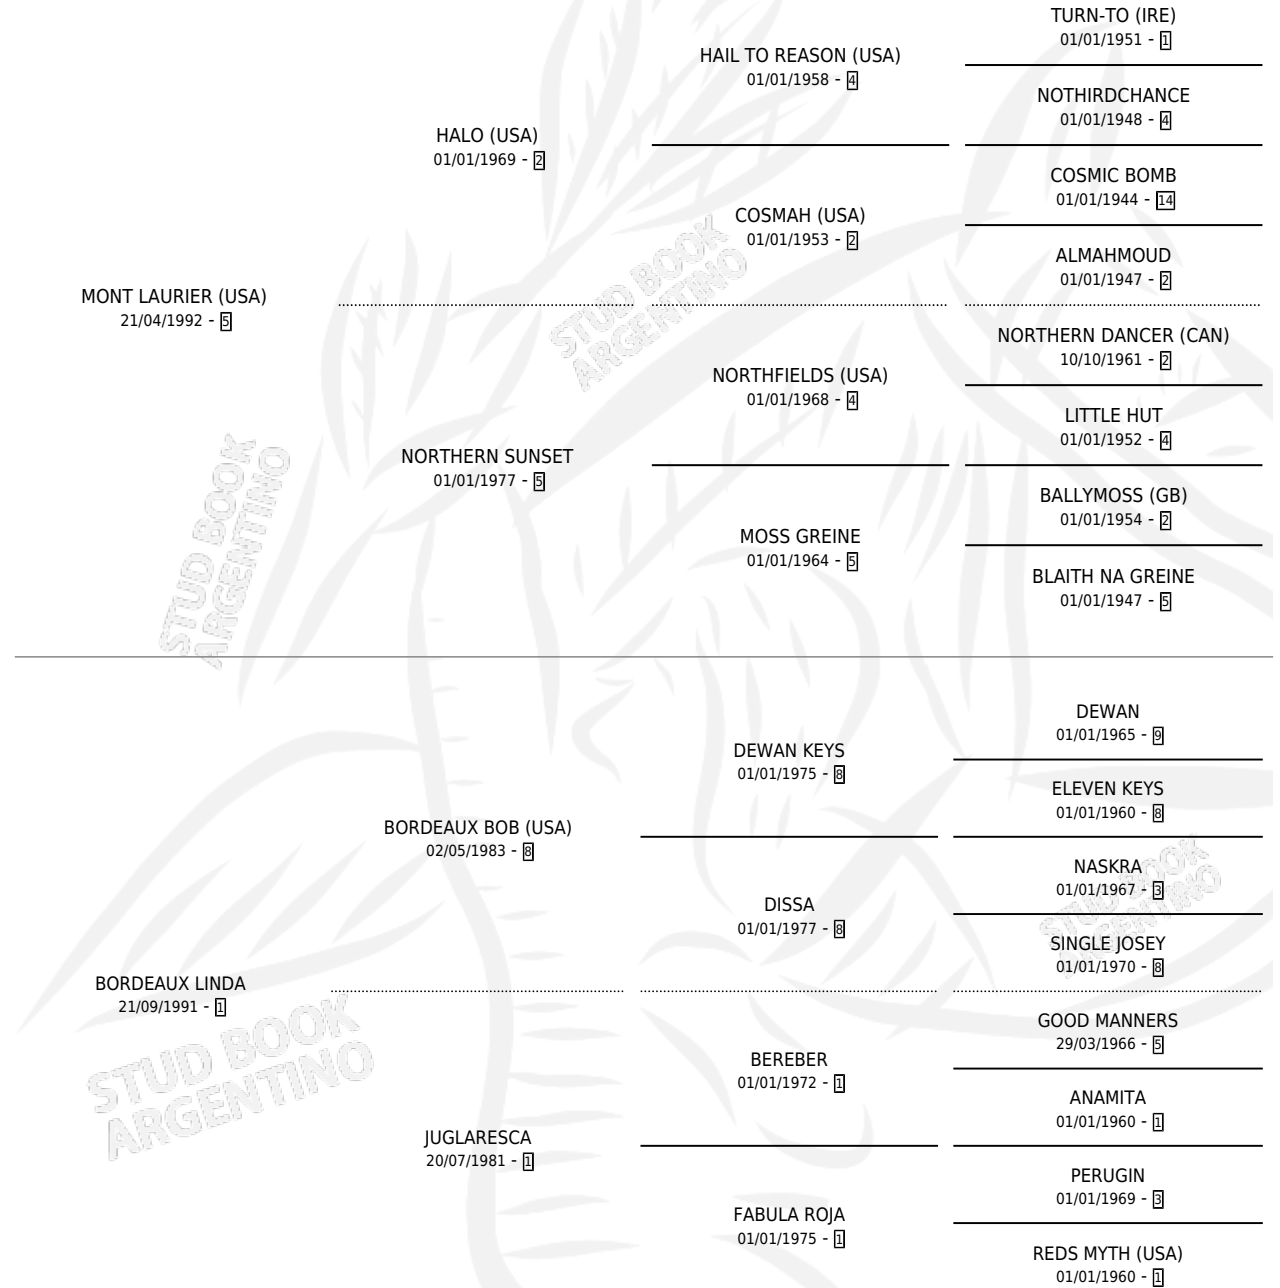 TURN-TO (IRE)
01/01/1951 - 1
HAIL TO REASON (USA)
01/01/1958 - 4
NOTHIRDCHANCE
01/01/1948 - 4
HALO (USA)
01/01/1969 - 2
COSMIC BOMB
01/01/1944 - 14
COSMAH (USA)
01/01/1953 - 2
ALMAHMOUD
01/01/1947 - 2
MONT LAURIER (USA)
21/04/1992 - 5
STUD BOOK
ARGENTINO
NORTHERN DANCER (CAN)
10/10/1961 - 2
NORTHFIELDS (USA)
01/01/1968 - 4
LITTLE HUT
01/01/1952 - 4
NORTHERN SUNSET
01/01/1977 - 5
BALLYMOSS (GB)
01/01/1954 - 2
MOSS GREINE
01/01/1964 - 5
BLAITH NA GREINE
01/01/1947 - 5
STUD BOOK
ARGENTINO
DEWAN
01/01/1965 - 9
DEWAN KEYS
01/01/1975 - 8
ELEVEN KEYS
01/01/1960 - 8
BORDEAUX BOB (USA)
02/05/1983 - 8
NASKRA
01/01/1967 - 3
STUD BOOK
ARGENTINO
DISSA
01/01/1977 - 8
SINGLE JOSEY
01/01/1970 - 8
BORDEAUX LINDA
21/09/1991 - 1
STUD BOOK
ARGENTINO
GOOD MANNERS
29/03/1966 - 5
BEREBER
01/01/1972 - 1
ANAMITA
01/01/1960 - 1
JUGLARESCA
20/07/1981 - 1
PERUGIN
01/01/1969 - 3
FABULA ROJA
01/01/1975 - 1
REDS MYTH (USA)
01/01/1960 - 1